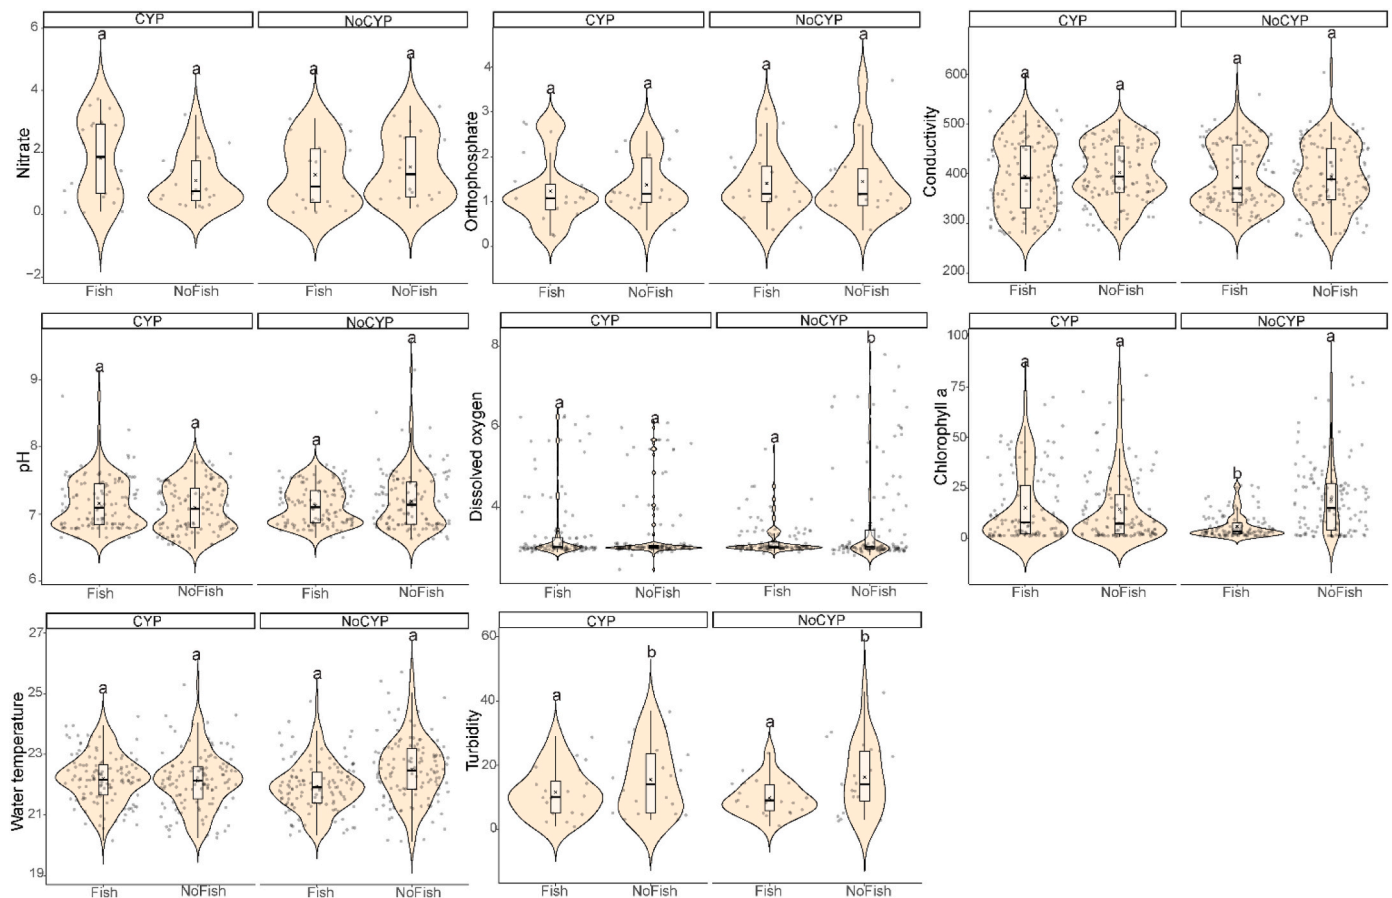 CYP NoCYP
a a a a
Nitrate
6
4
2
0
−2
Fish NoFish Fish NoFish
CYP NoCYP
a a a a
Orthophosphate
4
3
2
1
0
Fish NoFish Fish NoFish
CYP NoCYP
a a a a
Conductivity
600
500
400
300
200
Fish NoFish Fish NoFish
CYP NoCYP
a a a a
pH
9
8
7
6
Fish NoFish Fish NoFish
CYP NoCYP
a a a b
Dissolved oxygen
8
6
4
Fish NoFish Fish NoFish
CYP NoCYP
a a b a
Chlorophyll a
100
75
50
25
0
Fish NoFish Fish NoFish
CYP NoCYP
a a a a
Water temperature
27
25
23
21
19
Fish NoFish Fish NoFish
CYP NoCYP
a b a b
Turbidity
60
40
20
0
Fish NoFish Fish NoFish